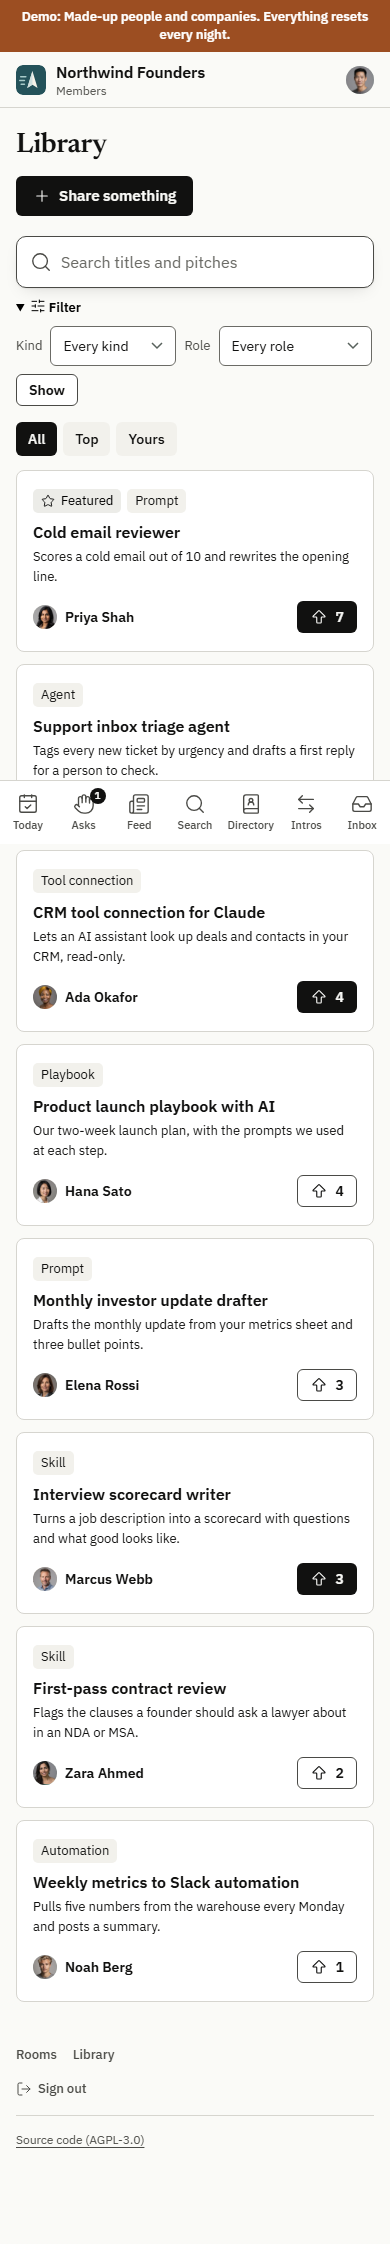 Demo: Made-up people and companies. Everything resets
every night.
Northwind Founders
Members
Library
+ Share something
Search titles and pitches
Filter
Kind Every kind Role Every role
Show
All Top Yours
Featured Prompt
Cold email reviewer
Scores a cold email out of 10 and rewrites the opening
line.
Priya Shah 7
Agent
Support inbox triage agent
Tags every new ticket by urgency and drafts a first reply
for a person to check.
1
Today Asks Feed Search Directory Intros Inbox
Tool connection
CRM tool connection for Claude
Lets an AI assistant look up deals and contacts in your
CRM, read-only.
Ada Okafor 4
Playbook
Product launch playbook with AI
Our two-week launch plan, with the prompts we used
at each step.
Hana Sato 4
Prompt
Monthly investor update drafter
Drafts the monthly update from your metrics sheet and
three bullet points.
Elena Rossi 3
Skill
Interview scorecard writer
Turns a job description into a scorecard with questions
and what good looks like.
Marcus Webb 3
Skill
First-pass contract review
Flags the clauses a founder should ask a lawyer about
in an NDA or MSA.
Zara Ahmed 2
Automation
Weekly metrics to Slack automation
Pulls five numbers from the warehouse every Monday
and posts a summary.
Noah Berg 1
Rooms Library
Sign out
Source code (AGPL-3.0)